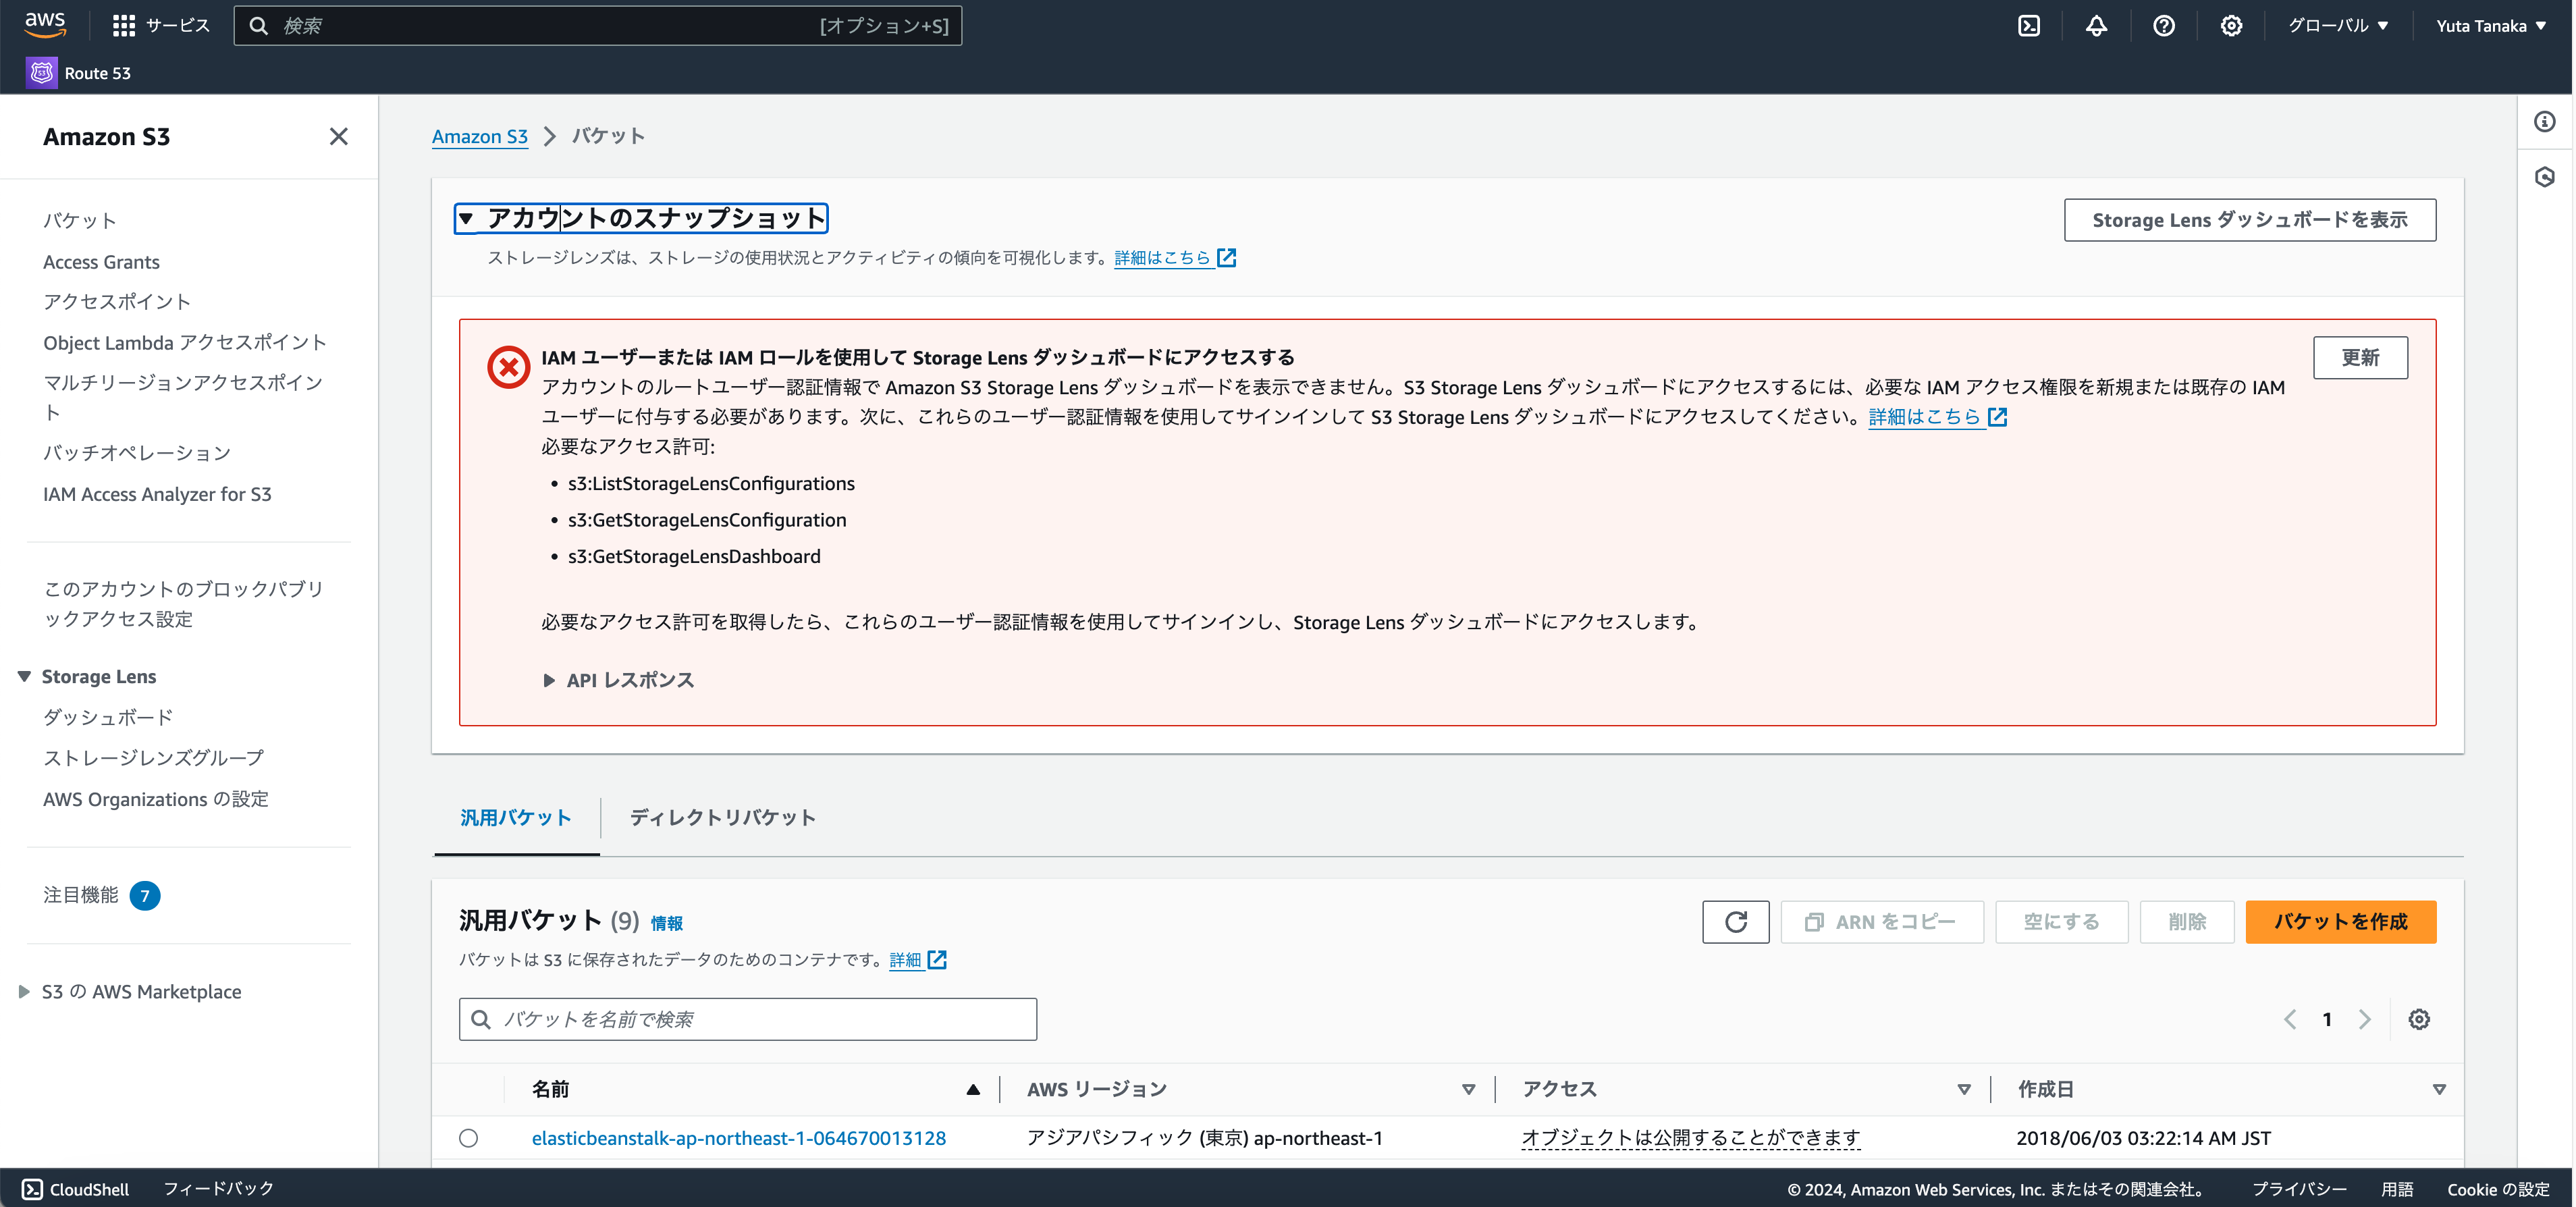 aws
サービス
検索
[オプション+S]
グローバル
Yuta Tanaka
Route 53
Amazon S3
バケット
Access Grants
アクセスポイント
Object Lambda アクセスポイント
マルチリージョンアクセスポイン
ト
バッチオペレーション
IAM Access Analyzer for S3
このアカウントのブロックパブリ
ックアクセス設定
Storage Lens
ダッシュボード
ストレージレンズグループ
AWS Organizations の設定
注目機能 7
S3 の AWS Marketplace
Amazon S3 > バケット
アカウントのスナップショット
Storage Lens ダッシュボードを表示
ストレージレンズは、ストレージの使用状況とアクティビティの傾向を可視化します。詳細はこちら
IAM ユーザーまたは IAM ロールを使用して Storage Lens ダッシュボードにアクセスする
更新
アカウントのルートユーザー認証情報で Amazon S3 Storage Lens ダッシュボードを表示できません。S3 Storage Lens ダッシュボードにアクセスするには、必要な IAM アクセス権限を新規または既存の IAM
ユーザーに付与する必要があります。次に、これらのユーザー認証情報を使用してサインインして S3 Storage Lens ダッシュボードにアクセスしてください。詳細はこちら
必要なアクセス許可:
• s3:ListStorageLensConfigurations
• s3:GetStorageLensConfiguration
• s3:GetStorageLensDashboard
必要なアクセス許可を取得したら、これらのユーザー認証情報を使用してサインインし、Storage Lens ダッシュボードにアクセスします。
API レスポンス
汎用バケット
ディレクトリバケット
汎用バケット (9) 情報
ARN をコピー
空にする
削除
バケットを作成
バケットは S3 に保存されたデータのためのコンテナです。詳細
バケットを名前で検索
1
名前
AWS リージョン
アクセス
作成日
elasticbeanstalk-ap-northeast-1-064670013128
アジアパシフィック (東京) ap-northeast-1
オブジェクトは公開することができます
2018/06/03 03:22:14 AM JST
CloudShell
フィードバック
© 2024, Amazon Web Services, Inc. またはその関連会社。
プライバシー
用語
Cookie の設定